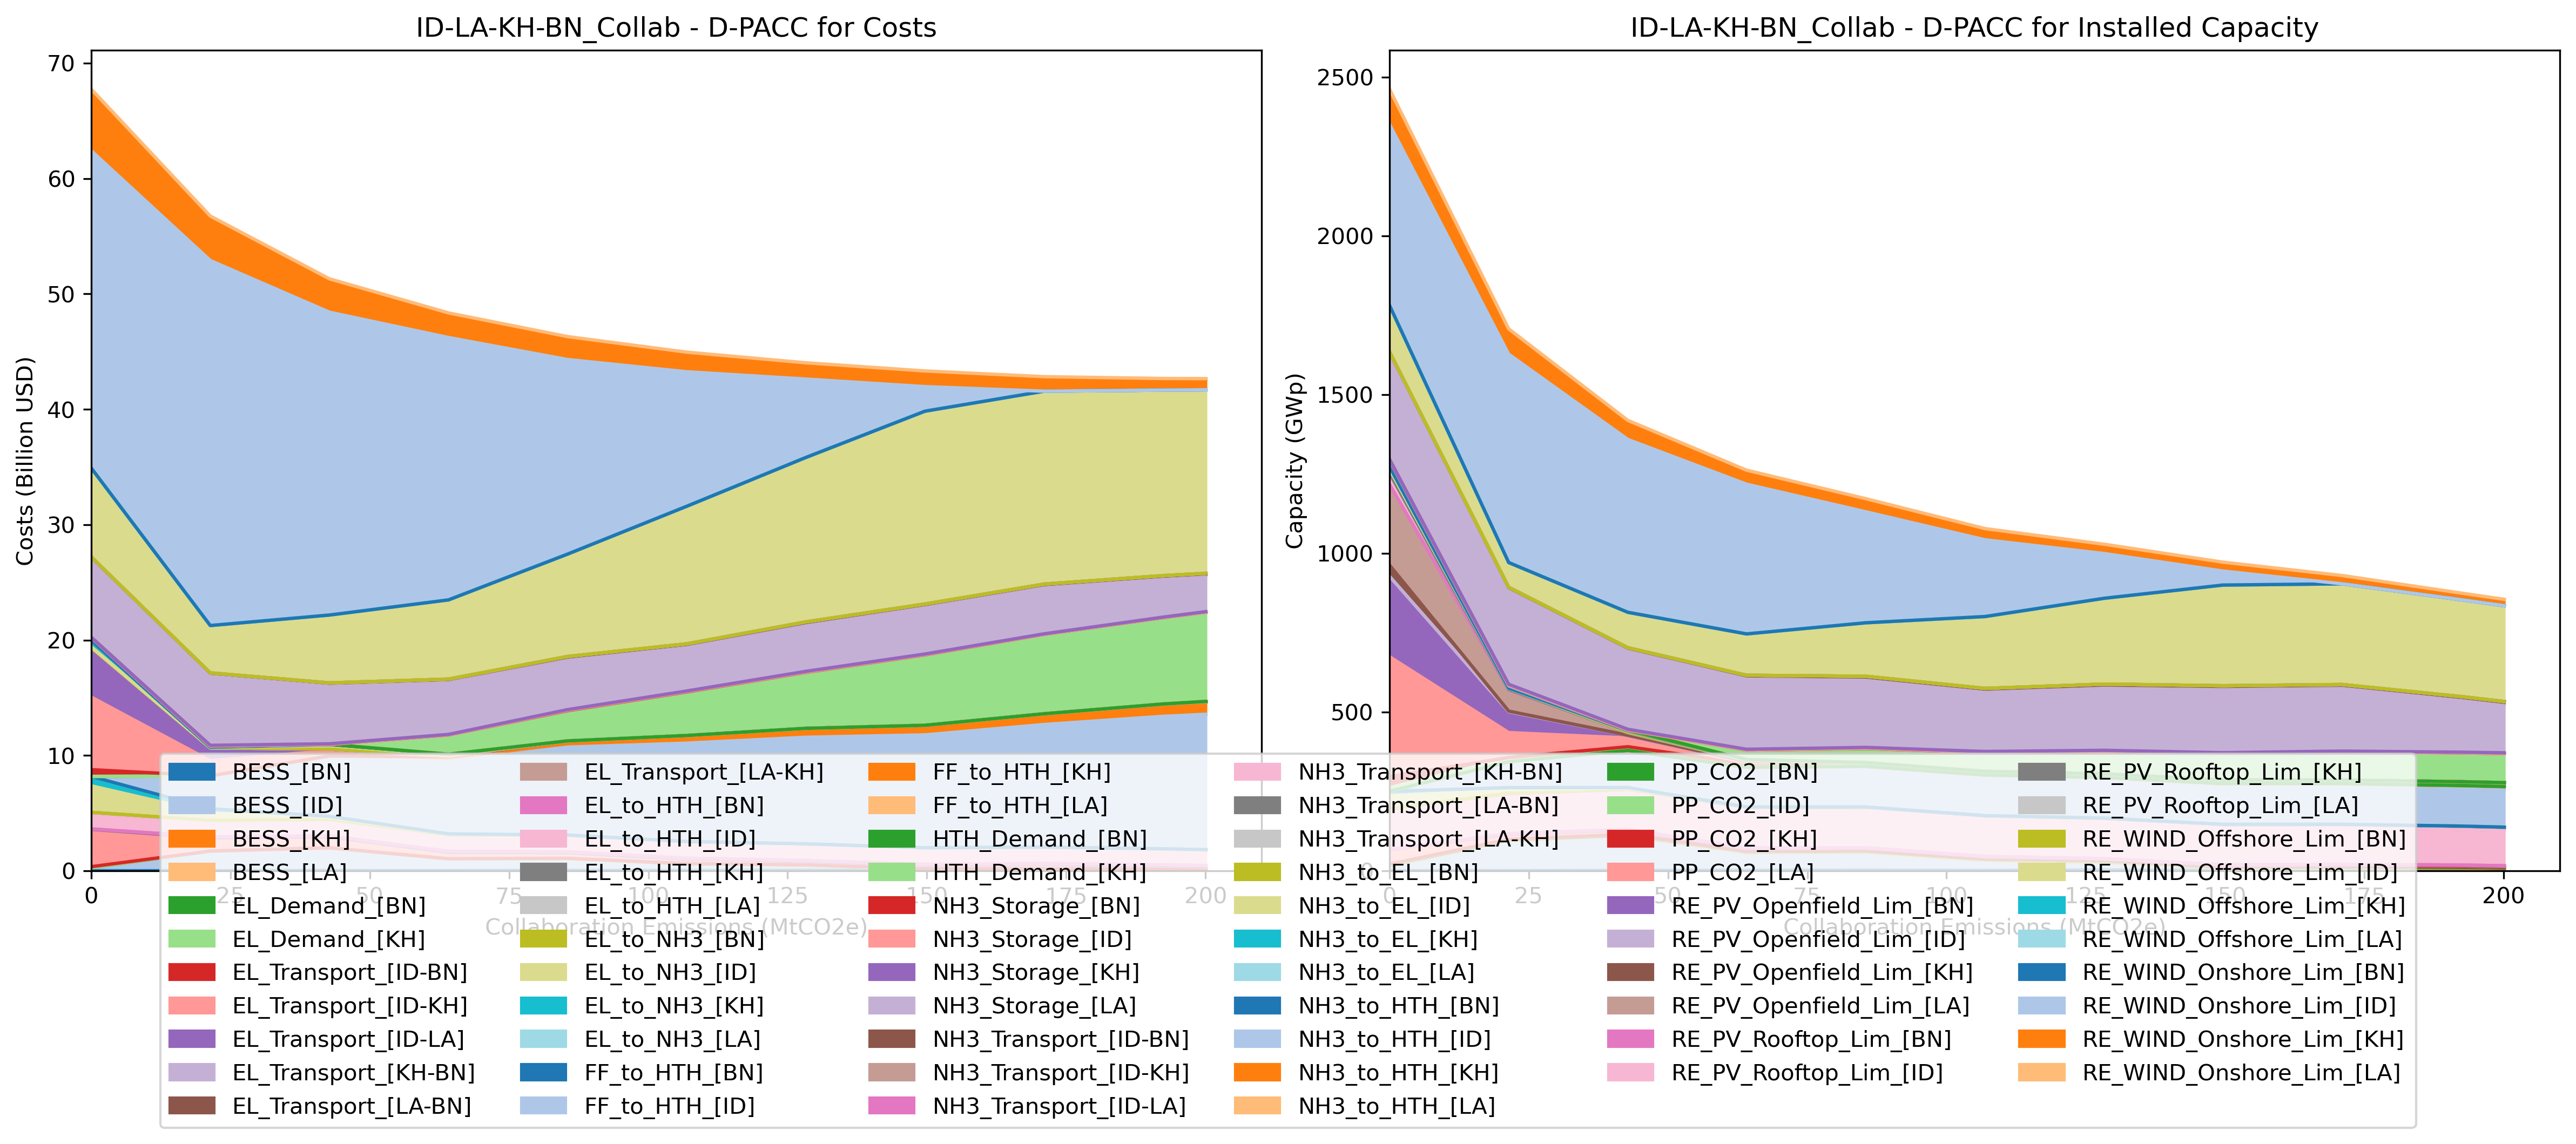 ID-LA-KH-BN_Collab - D-PACC for Costs
70
60
50
40
30
20
10
0
Costs (Billion USD)
0
25
50
75
100
125
150
175
200
Collaboration Emissions (MtCO2e)
ID-LA-KH-BN_Collab - D-PACC for Installed Capacity
2500
2000
1500
1000
500
0
Capacity (GWp)
0
25
50
75
100
125
150
175
200
Collaboration Emissions (MtCO2e)
BESS_[BN]
BESS_[ID]
BESS_[KH]
BESS_[LA]
EL_Demand_[BN]
EL_Demand_[KH]
EL_Transport_[ID-BN]
EL_Transport_[ID-KH]
EL_Transport_[ID-LA]
EL_Transport_[KH-BN]
EL_Transport_[LA-BN]
EL_Transport_[LA-KH]
EL_to_HTH_[BN]
EL_to_HTH_[ID]
EL_to_HTH_[KH]
EL_to_HTH_[LA]
EL_to_NH3_[BN]
EL_to_NH3_[ID]
EL_to_NH3_[KH]
EL_to_NH3_[LA]
FF_to_HTH_[BN]
FF_to_HTH_[ID]
FF_to_HTH_[KH]
FF_to_HTH_[LA]
HTH_Demand_[BN]
HTH_Demand_[KH]
NH3_Storage_[BN]
NH3_Storage_[ID]
NH3_Storage_[KH]
NH3_Storage_[LA]
NH3_Transport_[ID-BN]
NH3_Transport_[ID-KH]
NH3_Transport_[ID-LA]
NH3_Transport_[KH-BN]
NH3_Transport_[LA-BN]
NH3_Transport_[LA-KH]
NH3_to_EL_[BN]
NH3_to_EL_[ID]
NH3_to_EL_[KH]
NH3_to_EL_[LA]
NH3_to_HTH_[BN]
NH3_to_HTH_[ID]
NH3_to_HTH_[KH]
NH3_to_HTH_[LA]
PP_CO2_[BN]
PP_CO2_[ID]
PP_CO2_[KH]
PP_CO2_[LA]
RE_PV_Openfield_Lim_[BN]
RE_PV_Openfield_Lim_[ID]
RE_PV_Openfield_Lim_[KH]
RE_PV_Openfield_Lim_[LA]
RE_PV_Rooftop_Lim_[BN]
RE_PV_Rooftop_Lim_[ID]
RE_PV_Rooftop_Lim_[KH]
RE_PV_Rooftop_Lim_[LA]
RE_WIND_Offshore_Lim_[BN]
RE_WIND_Offshore_Lim_[ID]
RE_WIND_Offshore_Lim_[KH]
RE_WIND_Offshore_Lim_[LA]
RE_WIND_Onshore_Lim_[BN]
RE_WIND_Onshore_Lim_[ID]
RE_WIND_Onshore_Lim_[KH]
RE_WIND_Onshore_Lim_[LA]